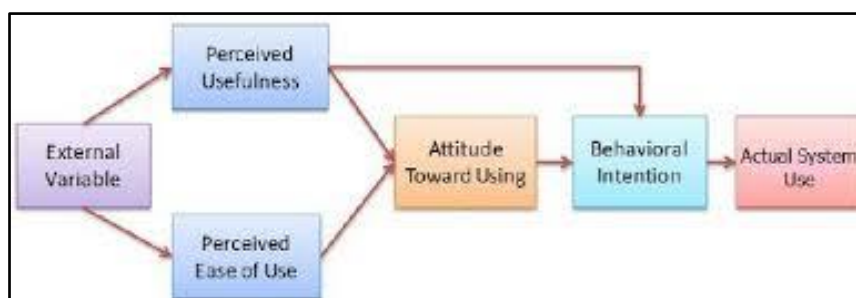 Perceived
Usefulness
External
Variable
Attitude
Toward Using
Behavioral
Intention
Actual System
Use
Perceived
Ease of Use